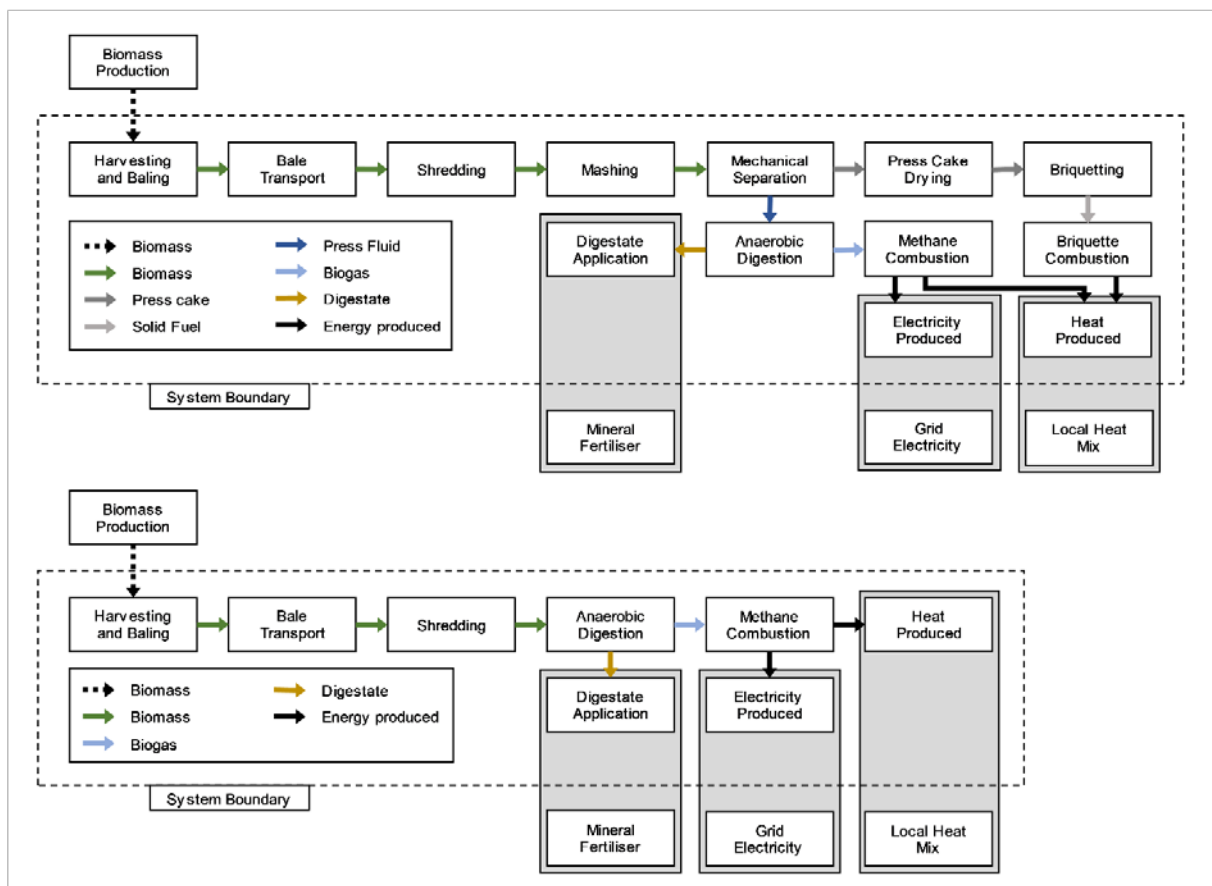 Biomass
Production
Harvesting
and Baling
Bale
Transport
Shredding
Mashing
Mechanical
Separation
Press Cake
Drying
Briquetting
Biomass
Biomass
Press cake
Solid Fuel
Press Fluid
Biogas
Digestate
Energy produced
Digestate
Application
Anaerobic
Digestion
Methane
Combustion
Briquette
Combustion
Electricity
Produced
Heat
Produced
System Boundary
Mineral
Fertiliser
Grid
Electricity
Local Heat
Mix
Biomass
Production
Harvesting
and Baling
Bale
Transport
Shredding
Anaerobic
Digestion
Methane
Combustion
Heat
Produced
Biomass
Biomass
Biogas
Digestate
Energy produced
Digestate
Application
Electricity
Produced
System Boundary
Mineral
Fertiliser
Grid
Electricity
Local Heat
Mix